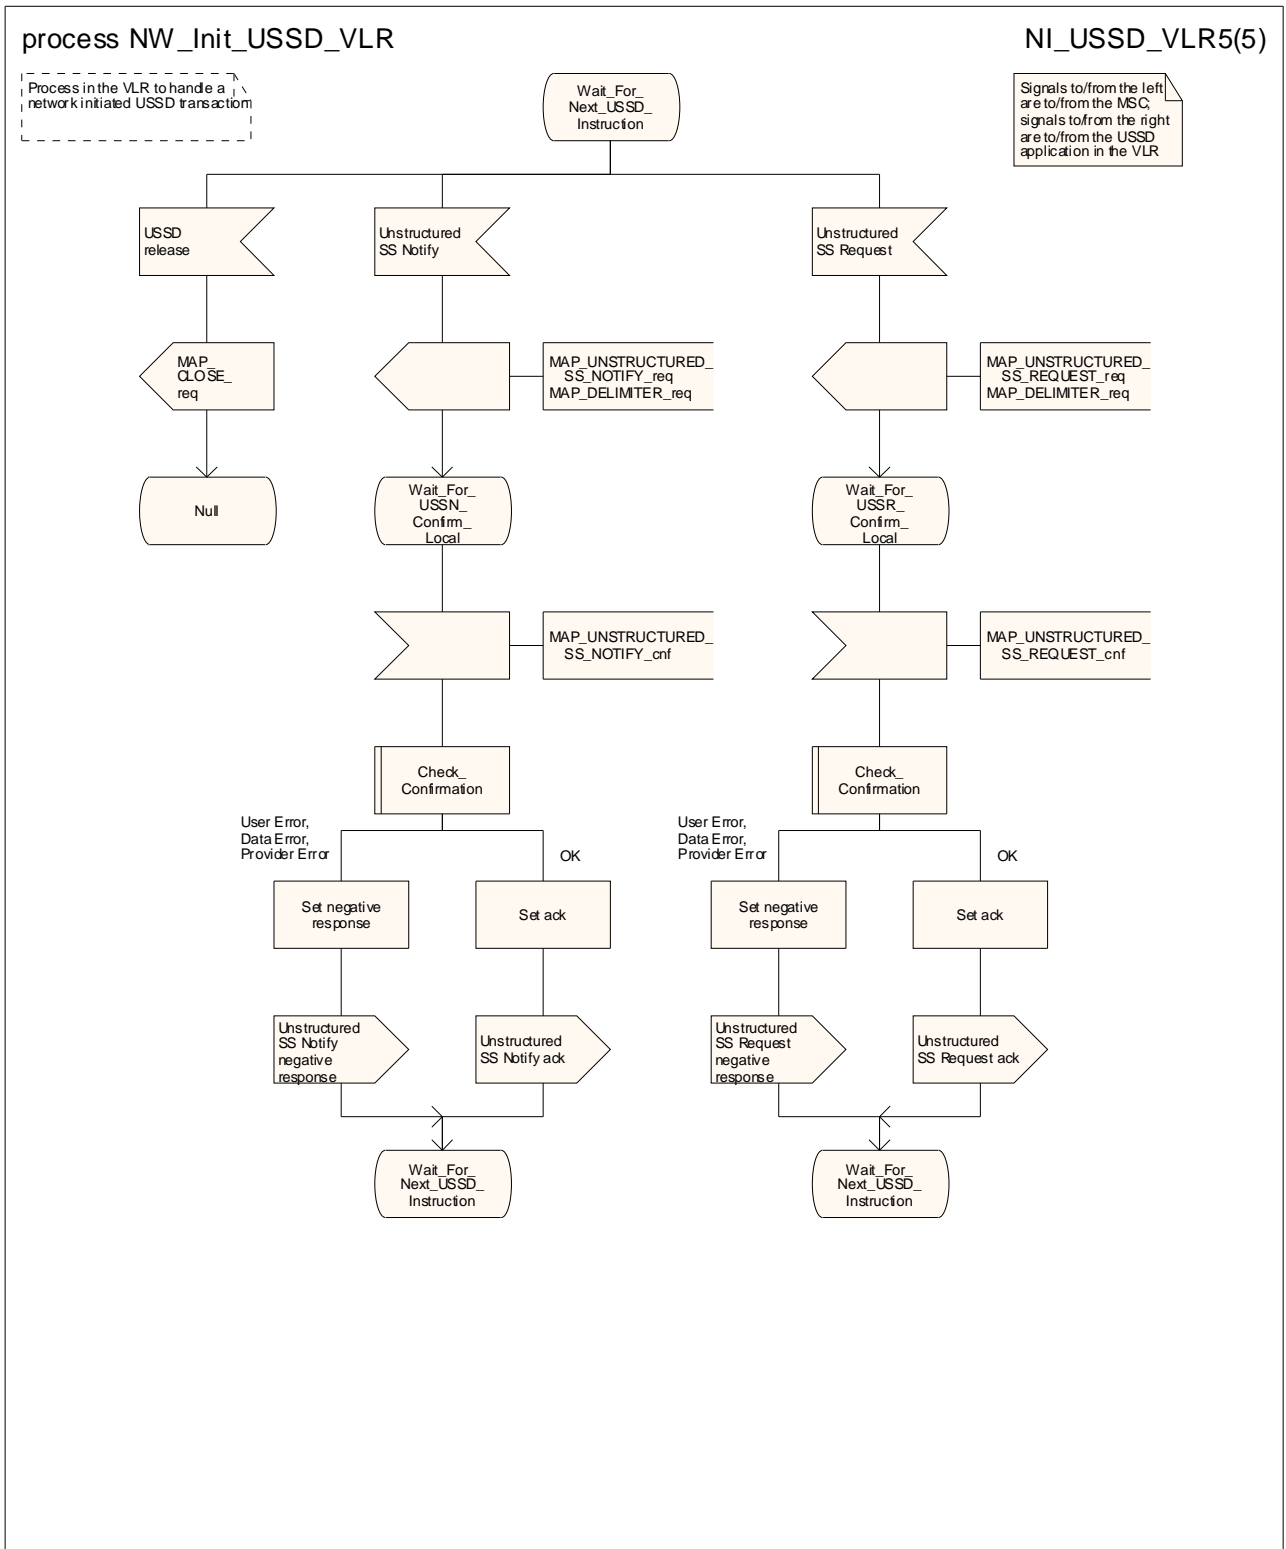 process NW_Init_USSD_VLR
NI_USSD_VLR5(5)
Process in the VLR to handle a
network initiated USSD transaction
Wait_For_
Next_USSD_
Instruction
Signals to/from the left
are to/from the MSC;
signals to/from the right
are to/from the USSD
application in the VLR
USSD
release
Unstructured
SS Notify
Unstructured
SS Request
MAP_
CLOSE_
req
MAP_UNSTRUCTURED_
SS_NOTIFY_req
MAP_DELIMITER_req
MAP_UNSTRUCTURED_
SS_REQUEST_req
MAP_DELIMITER_req
Null
Wait_For_
USSN_
Confirm_
Local
Wait_For_
USSR_
Confirm_
Local
MAP_UNSTRUCTURED_
SS_NOTIFY_cnf
MAP_UNSTRUCTURED_
SS_REQUEST_cnf
Check_
Confirmation
Check_
Confirmation
User Error,
Data Error,
Provider Error
OK
User Error,
Data Error,
Provider Error
OK
Set negative
response
Set ack
Set negative
response
Set ack
Unstructured
SS Notify
negative
response
Unstructured
SS Notify ack
Unstructured
SS Request
negative
response
Unstructured
SS Request ack
Wait_For_
Next_USSD_
Instruction
Wait_For_
Next_USSD_
Instruction